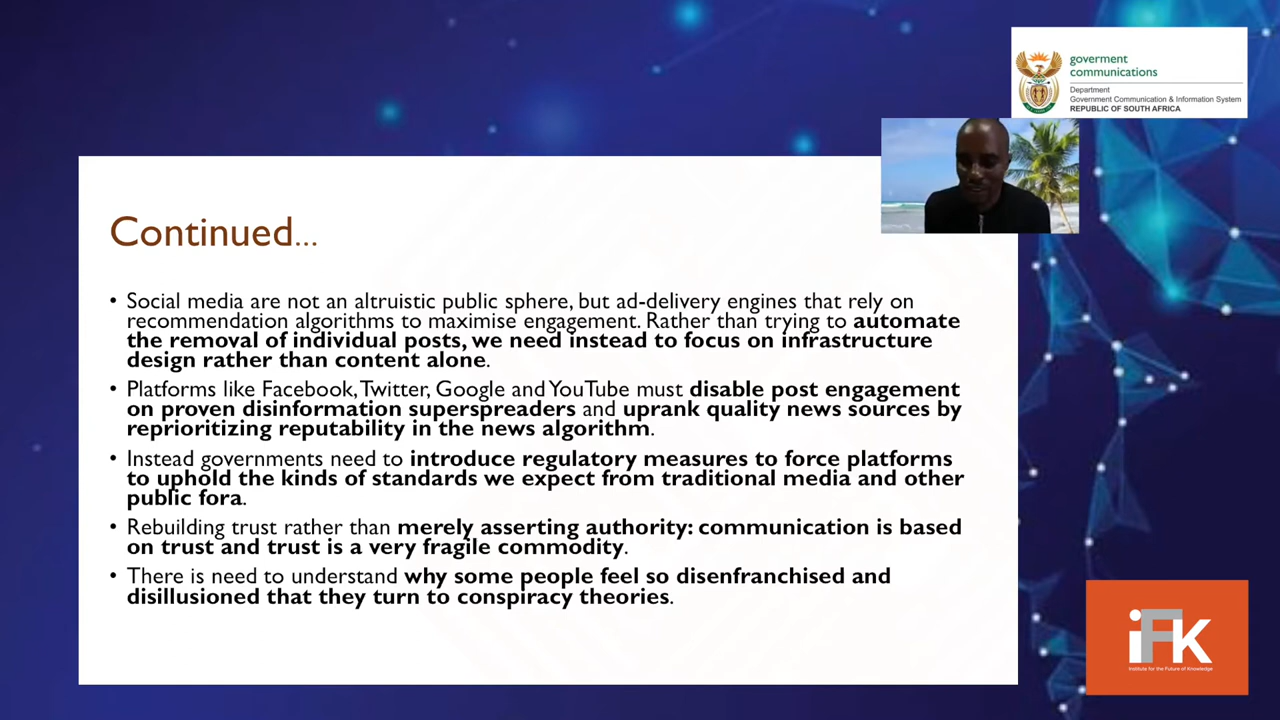 goverment
communications
Department
Government Communication & Information System
REPUBLIC OF SOUTH AFRICA
Continued...
• Social media are not an altruistic public sphere, but ad-delivery engines that rely on
recommendation algorithms to maximise engagement. Rather than trying to automate
the removal of individual posts, we need instead to focus on infrastructure
design rather than content alone.
• Platforms like Facebook, Twitter, Google and YouTube must disable post engagement
on proven disinformation superspreaders and uprank quality news sources by
reprioritizing reputability in the news algorithm.
• Instead governments need to introduce regulatory measures to force platforms
to uphold the kinds of standards we expect from traditional media and other
public fora.
• Rebuilding trust rather than merely asserting authority: communication is based
on trust and trust is a very fragile commodity.
• There is need to understand why some people feel so disenfranchised and
disillusioned that they turn to conspiracy theories.
iFK
Institute for the Future of Knowledge